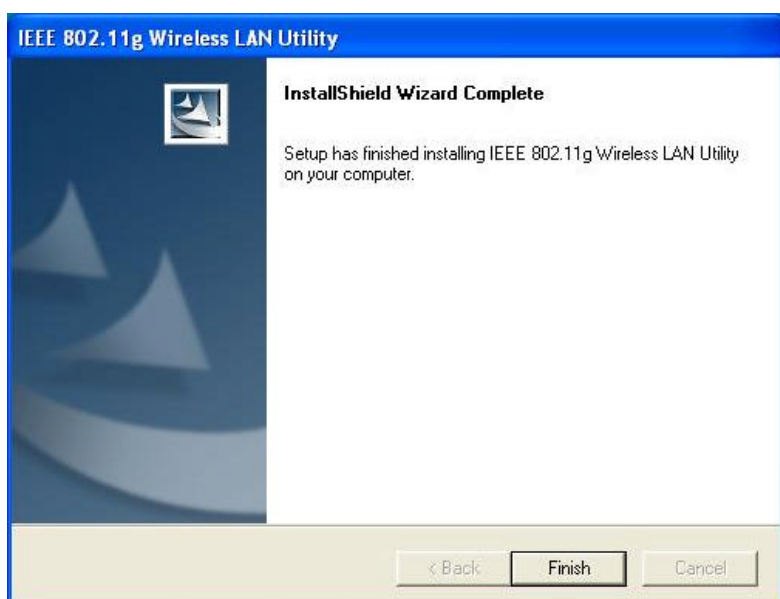 IEEE 802.11g Wireless LAN Utility
InstallShield Wizard Complete
Setup has finished installing IEEE 802.11g Wireless LAN Utility
on your computer.
< Back
Finish
Cancel